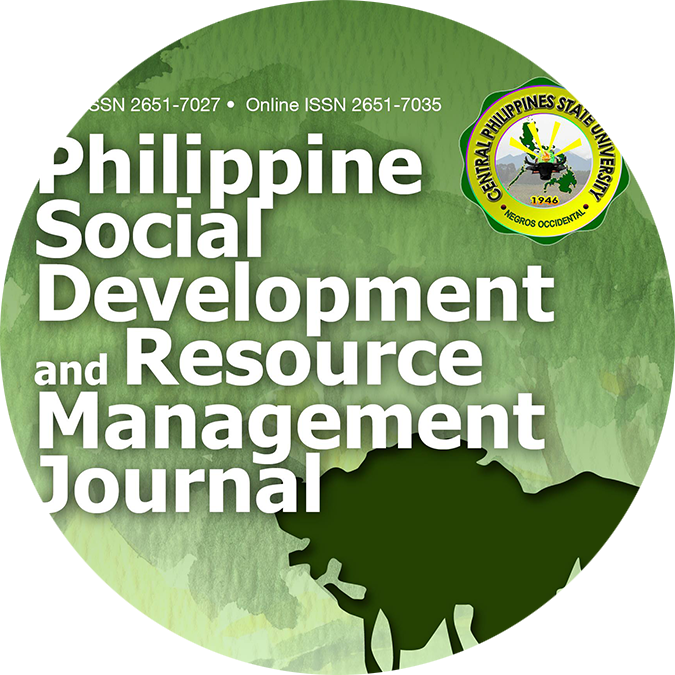 SSN 2651-7027 • Online ISSN 2651-7035
Philippine
Social
Development
and Resource
Management
Journal
CENTRAL PHILIPPINES STATE UNIVERSITY
1946
• NEGROS OCCIDENTAL •